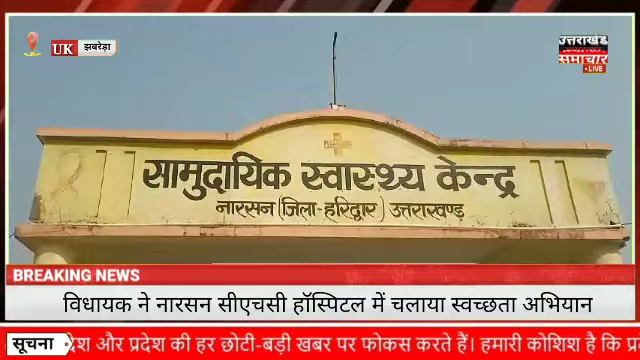 UK झबरेड़ा
उत्तराखंड
समाचार
LIVE
सामुदायिक स्वास्थ्य केन्द्र
नारसन (जिला-हरिद्वार) उत्तराखण्ड
BREAKING NEWS
विधायक ने नारसन सीएचसी हॉस्पिटल में चलाया स्वच्छता अभियान
सूचना
और प्रदेश की हर छोटी-बड़ी खबर पर फोकस करते हैं। हमारी कोशिश है कि